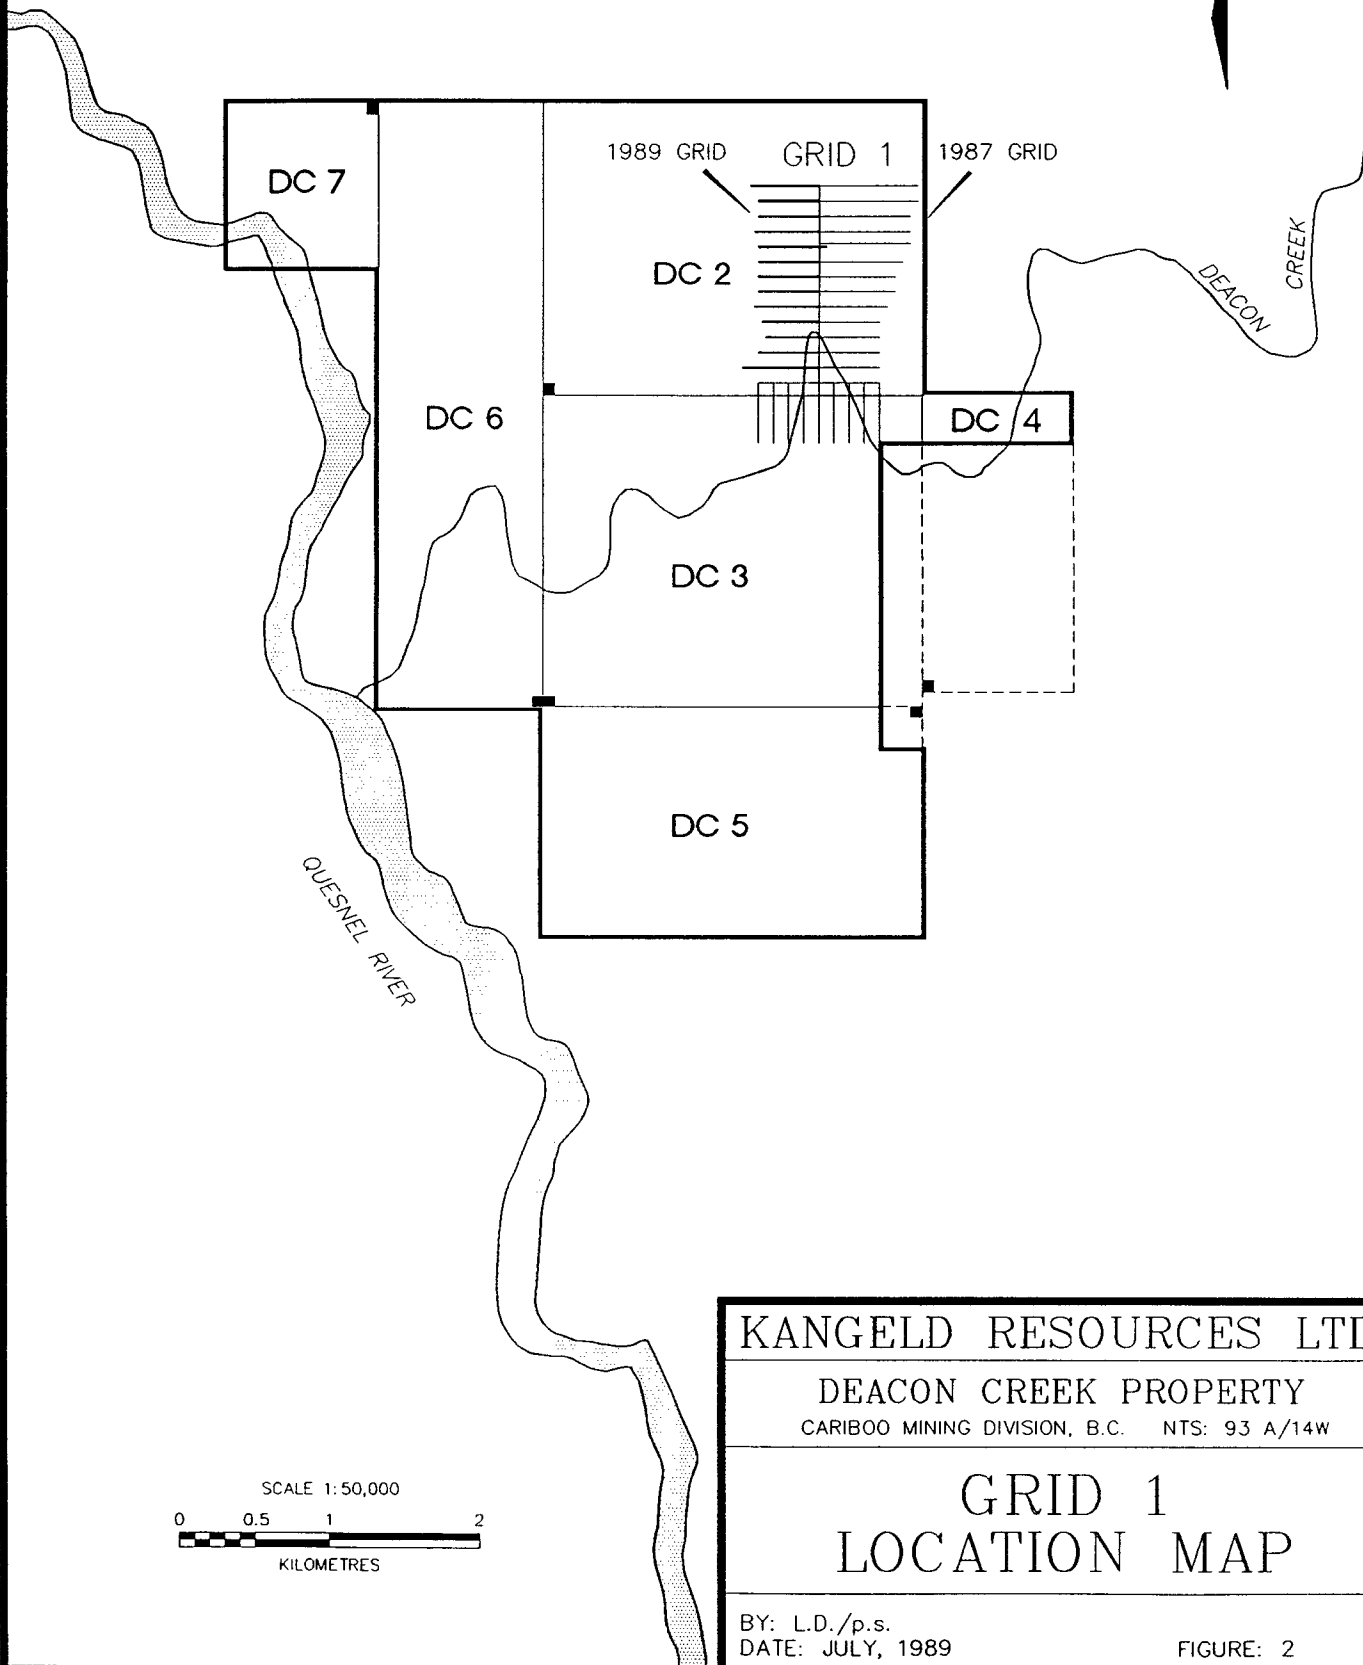 1989 GRID GRID 1 1987 GRID
DC 7
DC 2
DEACON CREEK
DC 6
DC 4
DC 3
DC 5
QUESNEL RIVER
SCALE 1:50,000
0 0.5 1 2
KILOMETRES
KANGELD RESOURCES LTD
DEACON CREEK PROPERTY
CARIBOO MINING DIVISION, B.C. NTS: 93 A/14W
GRID 1
LOCATION MAP
BY: L.D./p.s.
DATE: JULY, 1989 FIGURE: 2